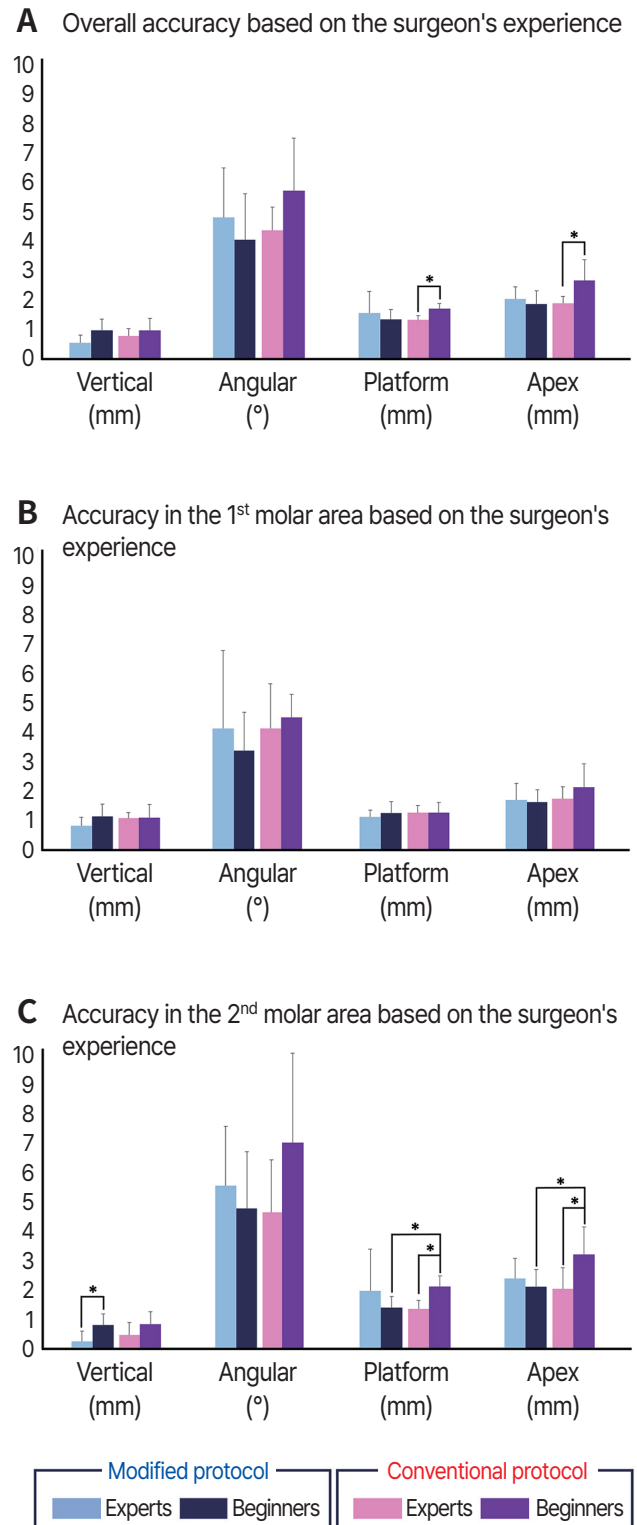 A Overall accuracy based on the surgeon's experience
10
9
8
7
6
5
4
3
2
1
0
* *
Vertical Angular Platform Apex
(mm) (°) (mm) (mm)
B Accuracy in the 1st molar area based on the surgeon's
experience
10
9
8
7
6
5
4
3
2
1
0
Vertical Angular Platform Apex
(mm) (°) (mm) (mm)
C Accuracy in the 2nd molar area based on the surgeon's
experience
10
9
8
7
6
5
4
3
2
1
0
* * * * *
Vertical Angular Platform Apex
(mm) (°) (mm) (mm)
Modified protocol Conventional protocol
Experts Beginners Experts Beginners